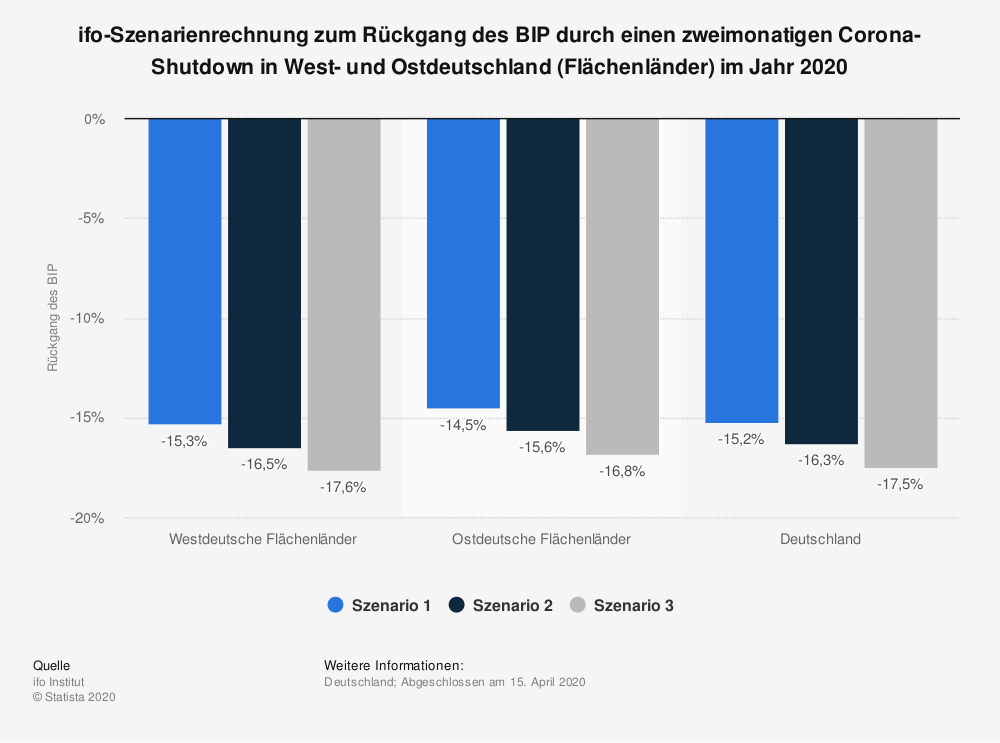 ifo-Szenarienrechnung zum Rückgang des BIP durch einen zweimonatigen Corona-
Shutdown in West- und Ostdeutschland (Flächenländer) im Jahr 2020
0%
-5%
-10%
-15%
-20%
Rückgang des BIP
-15,3%
-16,5%
-17,6%
-14,5%
-15,6%
-16,8%
-15,2%
-16,3%
-17,5%
Westdeutsche Flächenländer
Ostdeutsche Flächenländer
Deutschland
Szenario 1
Szenario 2
Szenario 3
Quelle
ifo Institut
© Statista 2020
Weitere Informationen:
Deutschland; Abgeschlossen am 15. April 2020